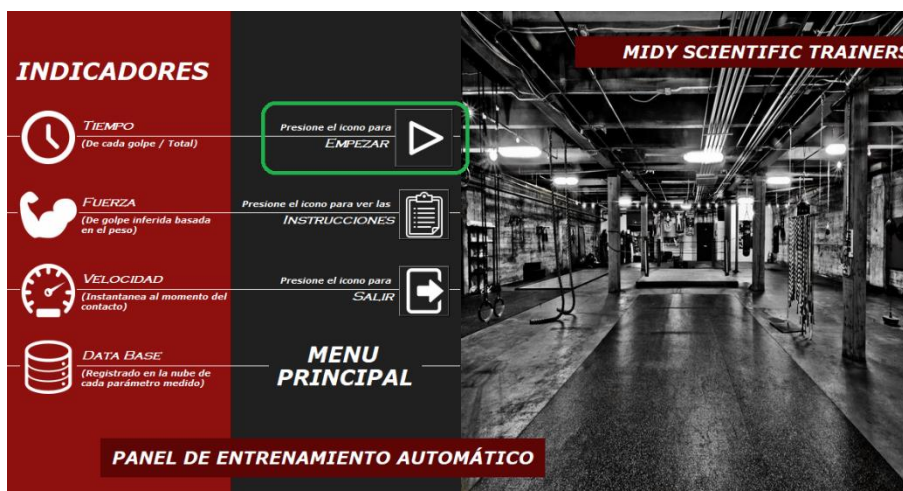 MIDY SCIENTIFIC TRAINERS
INDICADORES
TIEMPO
(De cada golpe / Total)
FUERZA
(De golpe inferida basada
en el peso)
VELOCIDAD
(Instantanea al momento del
contacto)
DATA BASE
(Registrado en la nube de
cada parámetro medido)
Presione el icono para
EMPEZAR
Presione el icono para ver las
INSTRUCCIONES
Presione el icono para
SALIR
MENU
PRINCIPAL
PANEL DE ENTRENAMIENTO AUTOMÁTICO